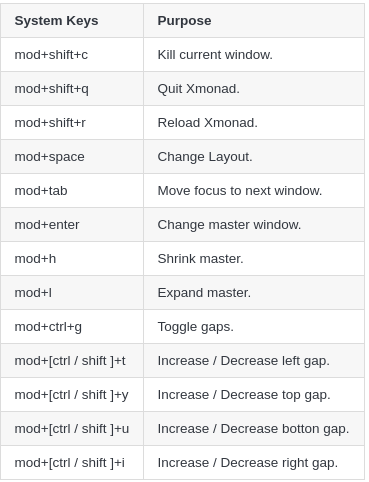 System Keys Purpose
mod+shift+c Kill current window.
mod+shift+q Quit Xmonad.
mod+shift+r Reload Xmonad.
mod+space Change Layout.
mod+tab Move focus to next window.
mod+enter Change master window.
mod+h Shrink master.
mod+l Expand master.
mod+ctrl+g Toggle gaps.
mod+[ctrl / shift ]+t Increase / Decrease left gap.
mod+[ctrl / shift ]+y Increase / Decrease top gap.
mod+[ctrl / shift ]+u Increase / Decrease botton gap.
mod+[ctrl / shift ]+i Increase / Decrease right gap.